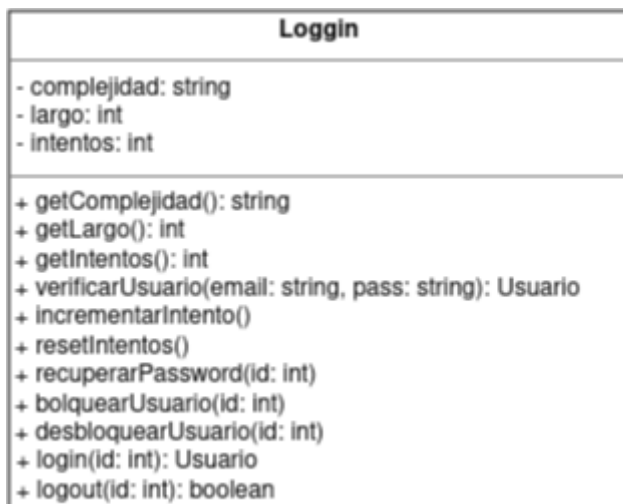 Loggin
- complejidad: string
- largo: int
- intentos: int
+ getComplejidad(): string
+ getLargo(): int
+ getIntentos(): int
+ verificarUsuario(email: string, pass: string): Usuario
+ incrementarIntento()
+ resetIntentos()
+ recuperarPassword(id: int)
+ bolquearUsuario(id: int)
+ desbloquearUsuario(id: int)
+ login(id: int): Usuario
+ logout(id: int): boolean